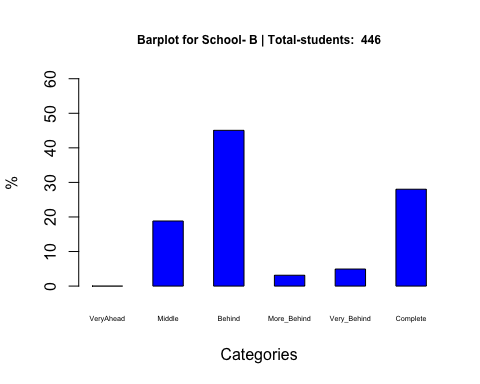 Barplot for School- B | Total-students:  446
60
50
40
30
20
10
0
%
VeryAhead Middle Behind More_Behind Very_Behind Complete
Categories